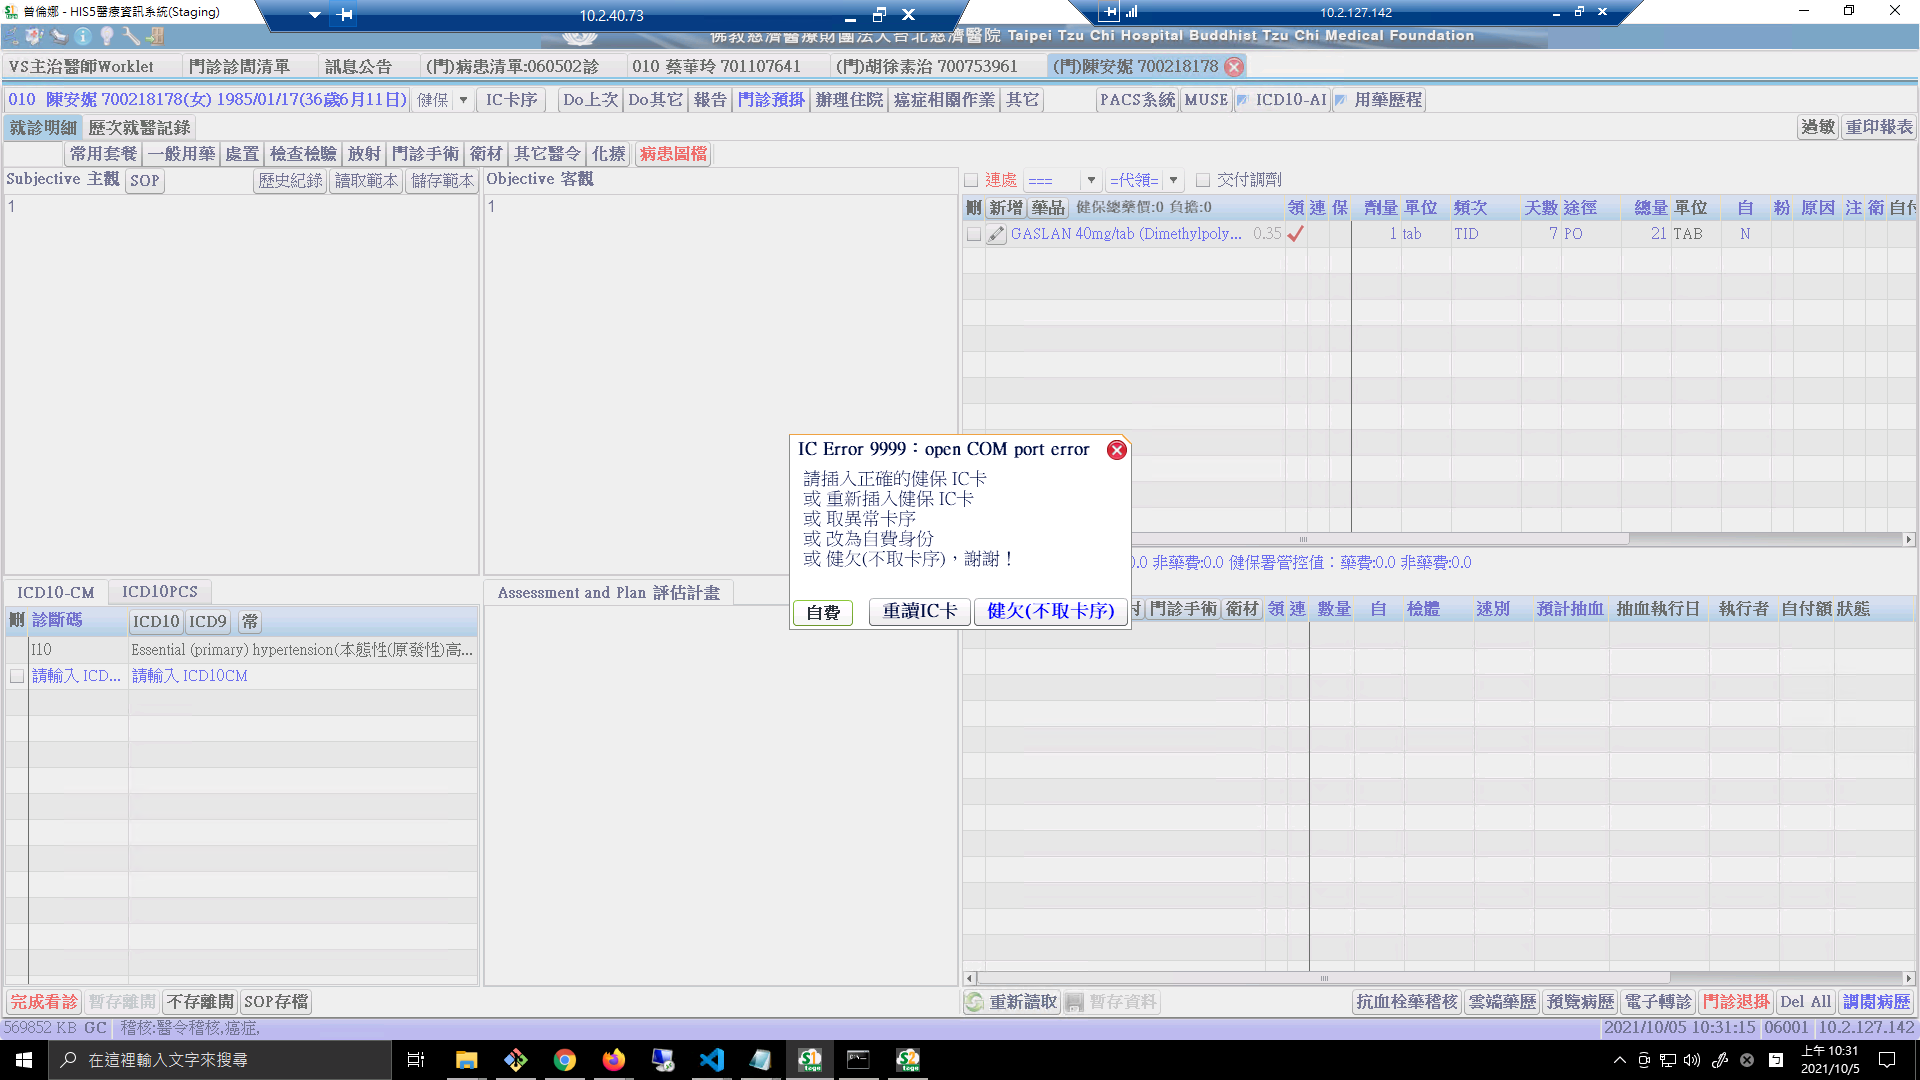 曾倫娜 - HIS5醫療資訊系統(Staging)
10.2.40.73
10.2.127.142
佛教慈濟醫療財團法人台北慈濟醫院 Taipei Tzu Chi Hospital Buddhist Tzu Chi Medical Foundation
VS主治醫師Worklet 門診診間清單 訊息公告 (門)病患清單:060502診 010 蔡華玲 701107641 (門)胡徐素治 700753961 (門)陳安妮 700218178
010 陳安妮 700218178(女) 1985/01/17(36歲6月11日) 健保 IC卡序 Do上次 Do其它 報告 門診預掛 辦理住院 癌症相關作業 其它 PACS系統 MUSE ICD10-AI 用藥歷程
就診明細 歷次就醫記錄 過敏 重印報表
常用套餐 一般用藥 處置 檢查檢驗 放射 門診手術 衛材 其它醫令 化療 病患圖檔
Subjective 主觀 SOP 歷史紀錄 讀取範本 儲存範本 Objective 客觀 連處 === =代領= 交付調劑
1
1
刪 新增 藥品 健保總藥價:0 負擔:0 領 連 保 劑量 單位 頻次 天數 途徑 總量 單位 自 粉 原因 注 衛 自付
GASLAN 40mg/tab (Dimethylpoly... 0.35 1 tab TID 7 PO 21 TAB N
IC Error 9999：open COM port error
請插入正確的健保 IC卡
或 重新插入健保 IC卡
或 取異常卡序
或 改為自費身份
或 健欠(不取卡序)，謝謝！
自費 重讀IC卡 健欠(不取卡序)
0.0 非藥費:0.0 健保署管控值：藥費:0.0 非藥費:0.0
ICD10-CM ICD10PCS
Assessment and Plan 評估計畫
刪 診斷碼 ICD10 ICD9 常
I10 Essential (primary) hypertension(本態性(原發性)高...
請輸入 ICD... 請輸入 ICD10CM
門診手術 衛材 領 連 數量 自 檢體 速別 預計抽血 抽血執行日 執行者 自付額 狀態
完成看診 暫存離開 不存離開 SOP存檔 重新讀取 暫存資料 抗血栓藥稽核 雲端藥歷 預覽病歷 電子轉診 門診退掛 Del All 調閱病歷
569852 KB GC 稽核:醫令稽核,癌症, 2021/10/05 10:31:15 06001 10.2.127.142
在這裡輸入文字來搜尋
上午 10:31
2021/10/5